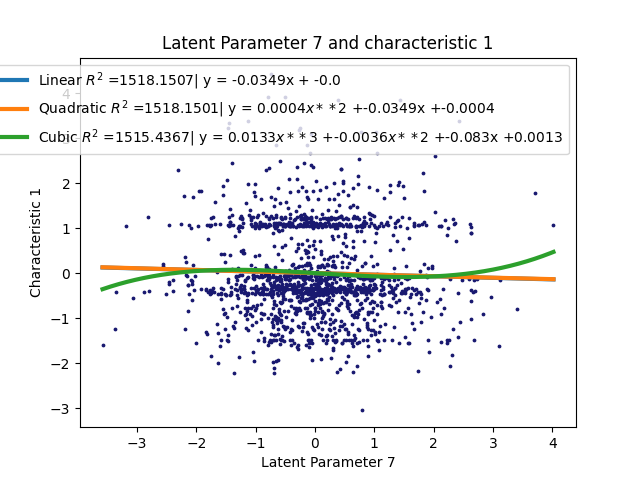 Latent Parameter 7 and characteristic 1
Linear R² =1518.1507| y = -0.0349x + -0.0
Quadratic R² =1518.1501| y = 0.0004x**2 +-0.0349x +-0.0004
Cubic R² =1515.4367| y = 0.0133x**3 +-0.0036x**2 +-0.083x +0.0013
Characteristic 1
4
3
2
1
0
−1
−2
−3
−3 −2 −1 0 1 2 3 4
Latent Parameter 7